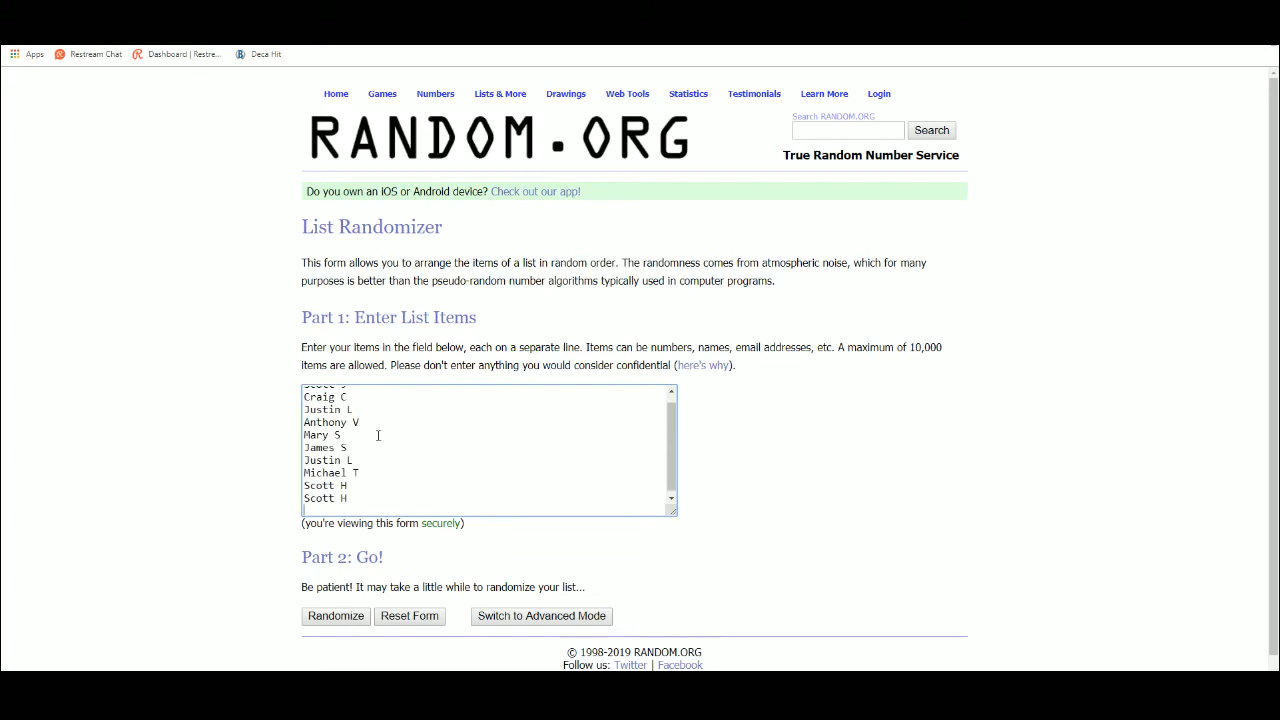 Apps Restream Chat Dashboard | Restre... Deca Hit
Home Games Numbers Lists & More Drawings Web Tools Statistics Testimonials Learn More Login
RANDOM.ORG
Search RANDOM.ORG
Search
True Random Number Service
Do you own an iOS or Android device? Check out our app!
List Randomizer
This form allows you to arrange the items of a list in random order. The randomness comes from atmospheric noise, which for many
purposes is better than the pseudo-random number algorithms typically used in computer programs.
Part 1: Enter List Items
Enter your items in the field below, each on a separate line. Items can be numbers, names, email addresses, etc. A maximum of 10,000
items are allowed. Please don't enter anything you would consider confidential (here's why).
Craig C
Justin L
Anthony V
Mary S
James S
Justin L
Michael T
Scott H
Scott H
(you're viewing this form securely)
Part 2: Go!
Be patient! It may take a little while to randomize your list...
Randomize Reset Form Switch to Advanced Mode
© 1998-2019 RANDOM.ORG
Follow us: Twitter | Facebook